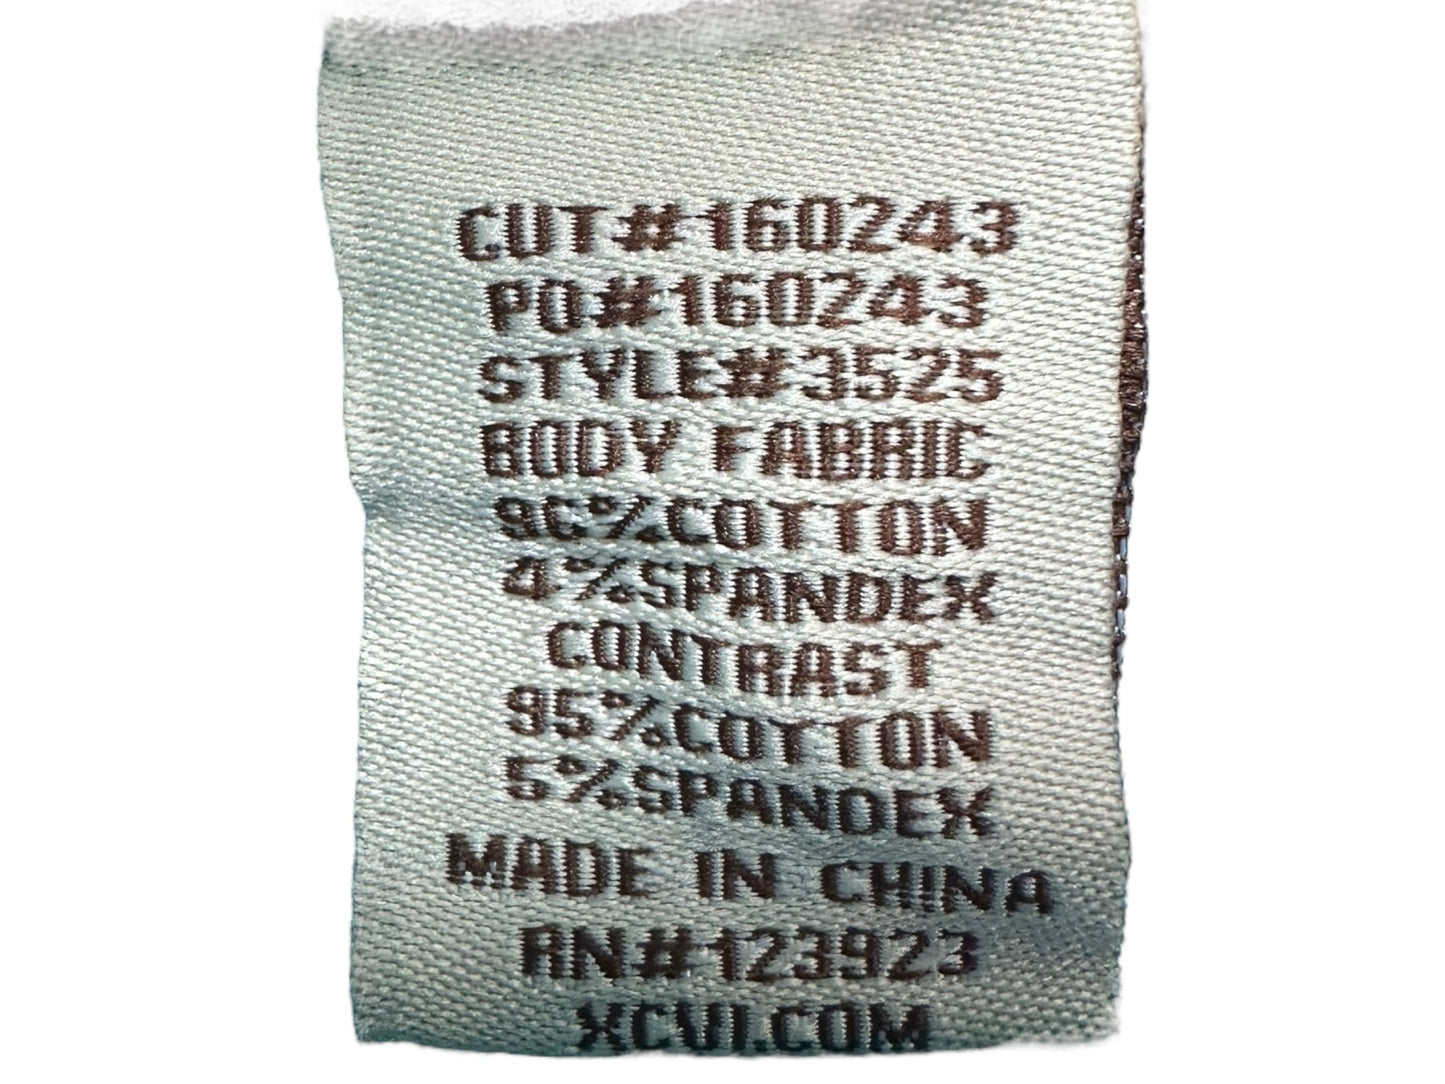 CUT#160243
PO#160243
STYLE#3525
BODY FABRIC
96%COTTON
4%SPANDEX
CONTRAST
95%COTTON
5%SPANDEX
MADE IN CHINA
RN#123923
XCVI.COM